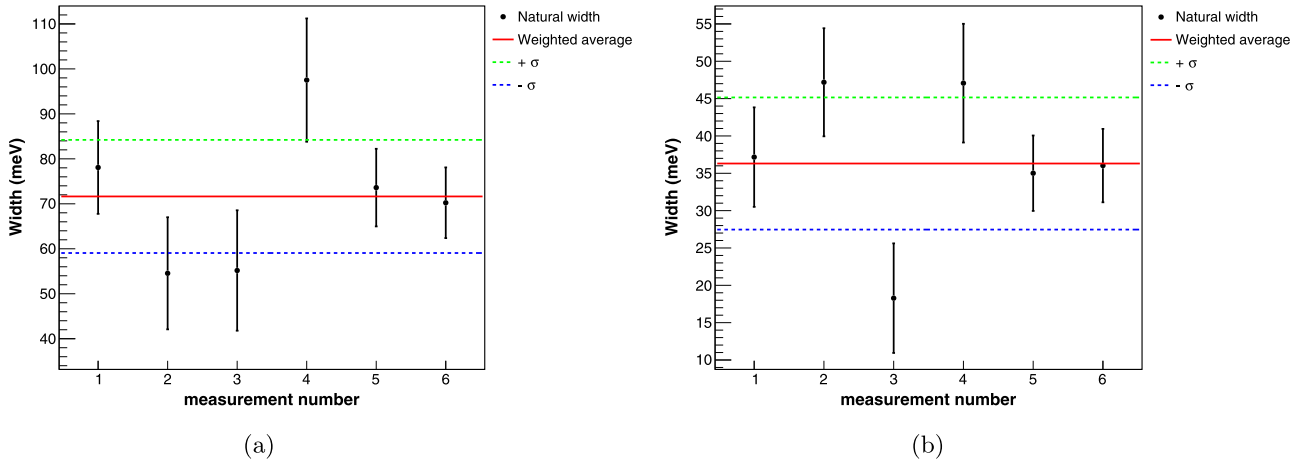 110
100
90
80
70
60
50
40
Width (meV)
1 2 3 4 5 6
measurement number
Natural width
Weighted average
+ σ
- σ
(a)
55
50
45
40
35
30
25
20
15
10
Width (meV)
1 2 3 4 5 6
measurement number
Natural width
Weighted average
+ σ
- σ
(b)